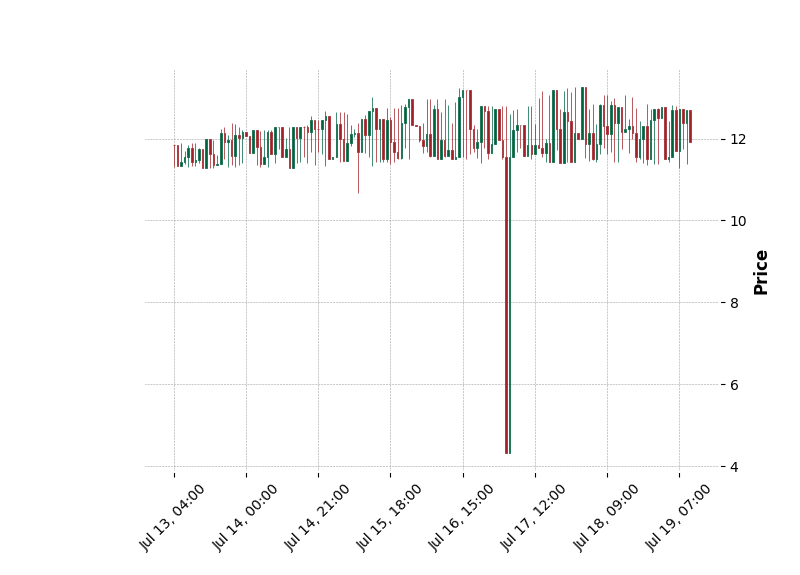 12
10
8
6
4
Price
Jul 13, 04:00
Jul 14, 00:00
Jul 14, 21:00
Jul 15, 18:00
Jul 16, 15:00
Jul 17, 12:00
Jul 18, 09:00
Jul 19, 07:00